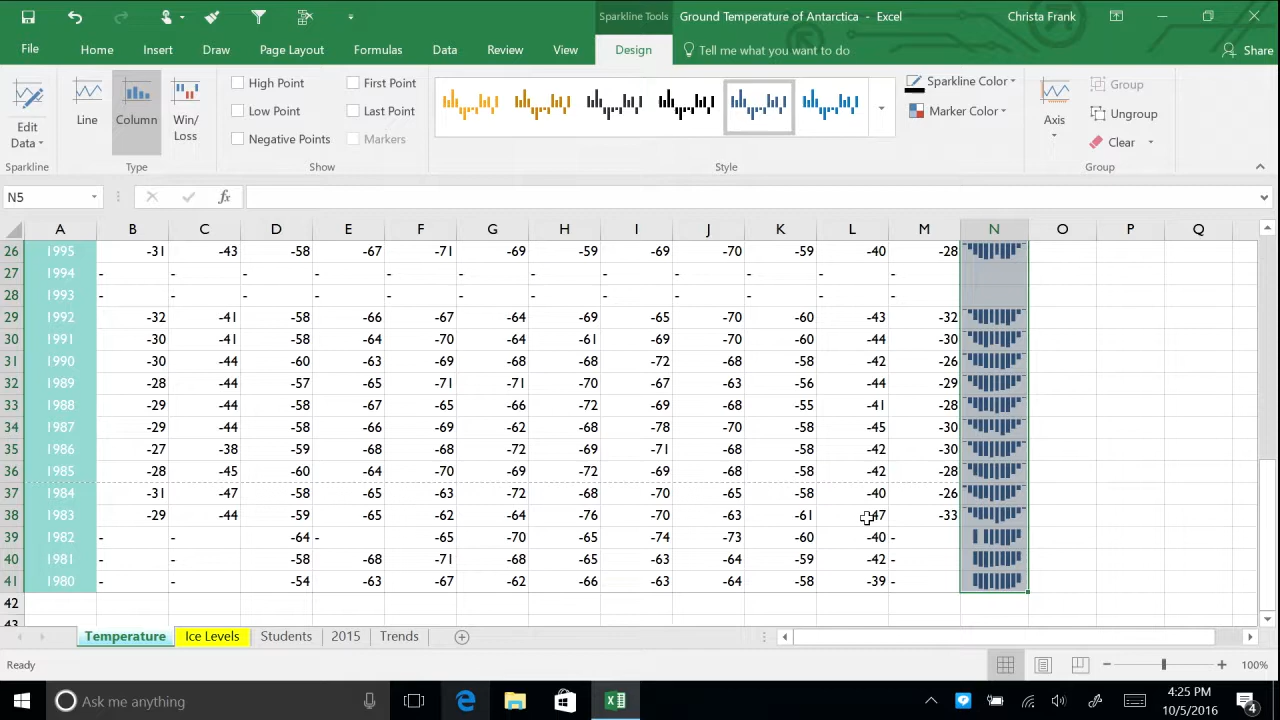 Sparkline Tools Ground Temperature of Antarctica - Excel Christa Frank
File Home Insert Draw Page Layout Formulas Data Review View Design Tell me what you want to do Share
Edit Data
Line
Column
Win/Loss
High Point First Point
Low Point Last Point
Negative Points Markers
Sparkline Color
Marker Color
Axis
Group
Ungroup
Clear
Sparkline Type Show Style Group
N5 fx
A B C D E F G H I J K L M N O P Q
26 1995 -31 -43 -58 -67 -71 -69 -59 -69 -70 -59 -40 -28
27 1994 - - - - - - - - - - - -
28 1993 - - - - - - - - - - - -
29 1992 -32 -41 -58 -66 -67 -64 -69 -65 -70 -60 -43 -32
30 1991 -30 -41 -58 -64 -70 -64 -61 -69 -70 -60 -44 -30
31 1990 -30 -44 -60 -63 -69 -68 -68 -72 -68 -58 -42 -26
32 1989 -28 -44 -57 -65 -71 -71 -70 -67 -63 -56 -44 -29
33 1988 -29 -44 -58 -67 -65 -66 -72 -69 -68 -55 -41 -28
34 1987 -29 -44 -58 -66 -69 -62 -68 -78 -70 -58 -45 -30
35 1986 -27 -38 -59 -68 -68 -72 -69 -71 -68 -58 -42 -30
36 1985 -28 -45 -60 -64 -70 -69 -72 -69 -68 -58 -42 -28
37 1984 -31 -47 -58 -65 -63 -72 -68 -70 -65 -58 -40 -26
38 1983 -29 -44 -59 -65 -62 -64 -76 -70 -63 -61 -47 -33
39 1982 - - -64 - -65 -70 -65 -74 -73 -60 -40 -
40 1981 - - -58 -68 -71 -68 -65 -63 -64 -59 -42 -
41 1980 - - -54 -63 -67 -62 -66 -63 -64 -58 -39 -
42
43
Temperature Ice Levels Students 2015 Trends
Ready 100%
Ask me anything
4:25 PM
10/5/2016
4